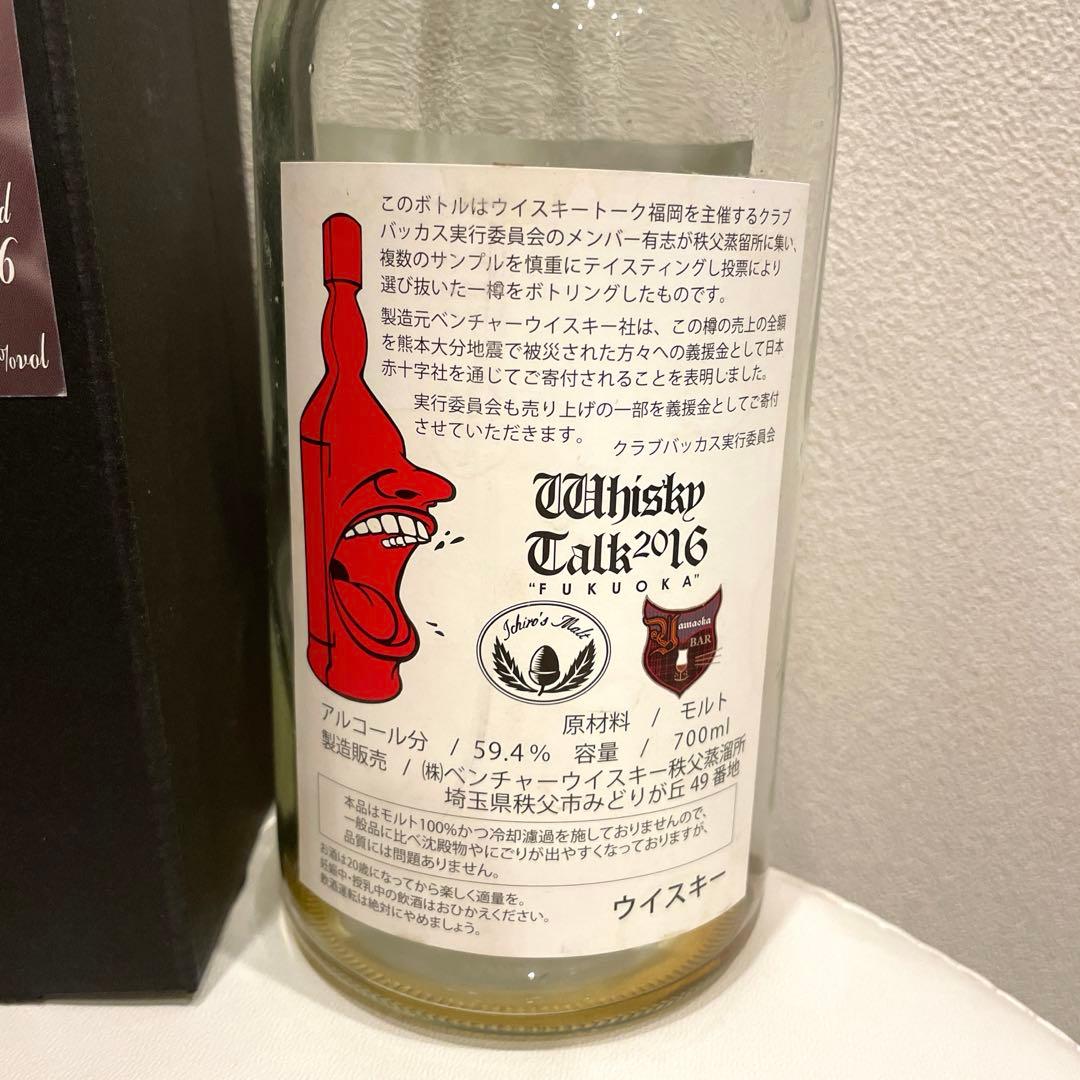 d
6
%vol
このボトルはウイスキートーク福岡を主催するクラブ
バッカス実行委員会のメンバー有志が秩父蒸留所に集い、
複数のサンプルを慎重にテイスティングし投票により
選び抜いた一樽をボトリングしたものです。
製造元ベンチャーウイスキー社は、この樽の売上の全額
を熊本大分地震で被災された方々への義援金として日本
赤十字社を通じてご寄付されることを表明しました。
実行委員会も売り上げの一部を義援金としてご寄付
させていただきます。
クラブバッカス実行委員会
Whisky
Talk 2016
"FUKUOKA"
Ichiro's Malt
Yamaoka
BAR
アルコール分 / 59.4% 原材料 / モルト
容量 / 700ml
製造販売 / (株)ベンチャーウイスキー秩父蒸溜所
埼玉県秩父市みどりが丘49番地
本品はモルト100%かつ冷却濾過を施しておりませんので、
一般品に比べ沈殿物やにごりが出やすくなっておりますが、
品質には問題ありません。
お酒は20歳になってから楽しく適量を。
妊娠中・授乳中の飲酒はおひかえください。
飲酒運転は絶対にやめましょう。
ウイスキー